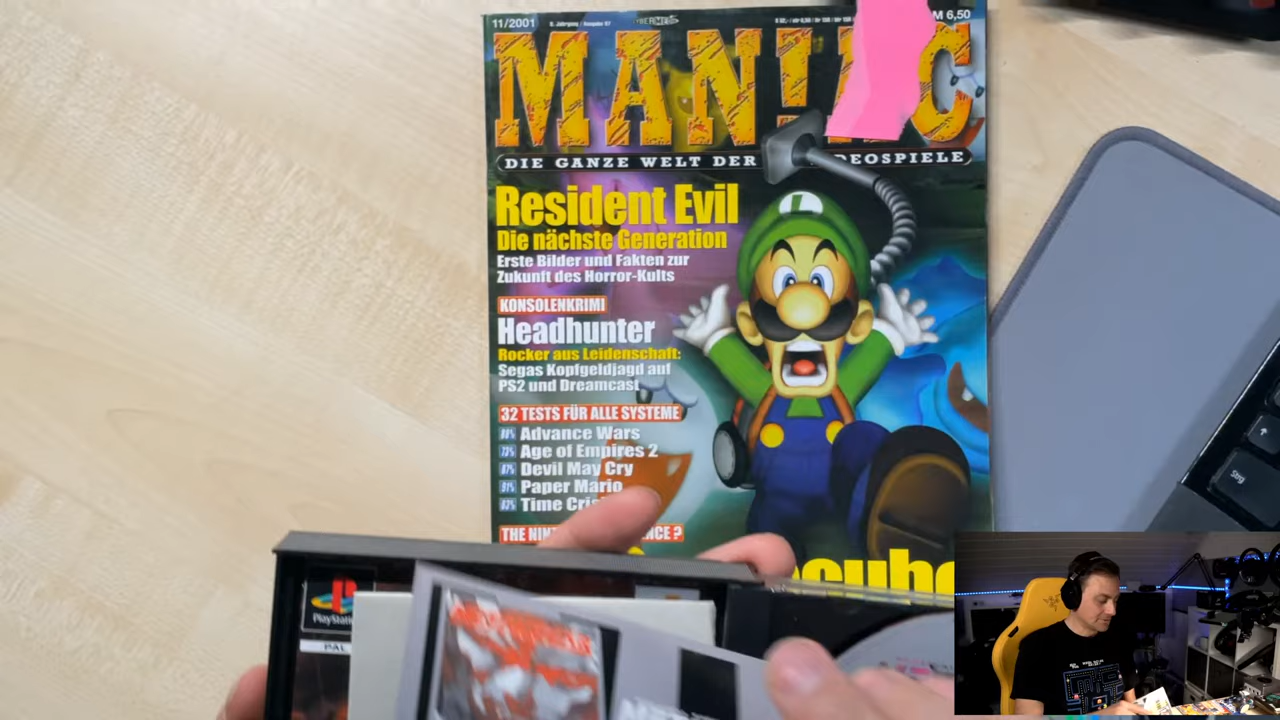 11/2001
M 6,50
MAN!AC
DIE GANZE WELT DER
DEOSPIELE
Resident Evil
Die nächste Generation
Erste Bilder und Fakten zur
Zukunft des Horror-Kults
KONSOLENKRIMI
Headhunter
Rocker aus Leidenschaft:
Segas Kopfgeldjagd auf
PS2 und Dreamcast
32 TESTS FÜR ALLE SYSTEME
Advance Wars
Age of Empires 2
Devil May Cry
Paper Mario
Time Cris
THE NIN
NCE ?
L
Strg
PlayStation
PAL